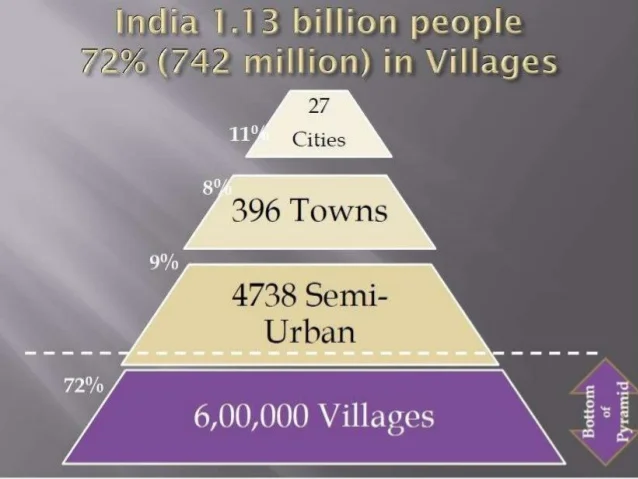 India 1.13 billion people
72% (742 million) in Villages
27
Cities
11%
396 Towns
8%
4738 Semi-
Urban
9%
6,00,000 Villages
72%
Bottom
of
Pyramid